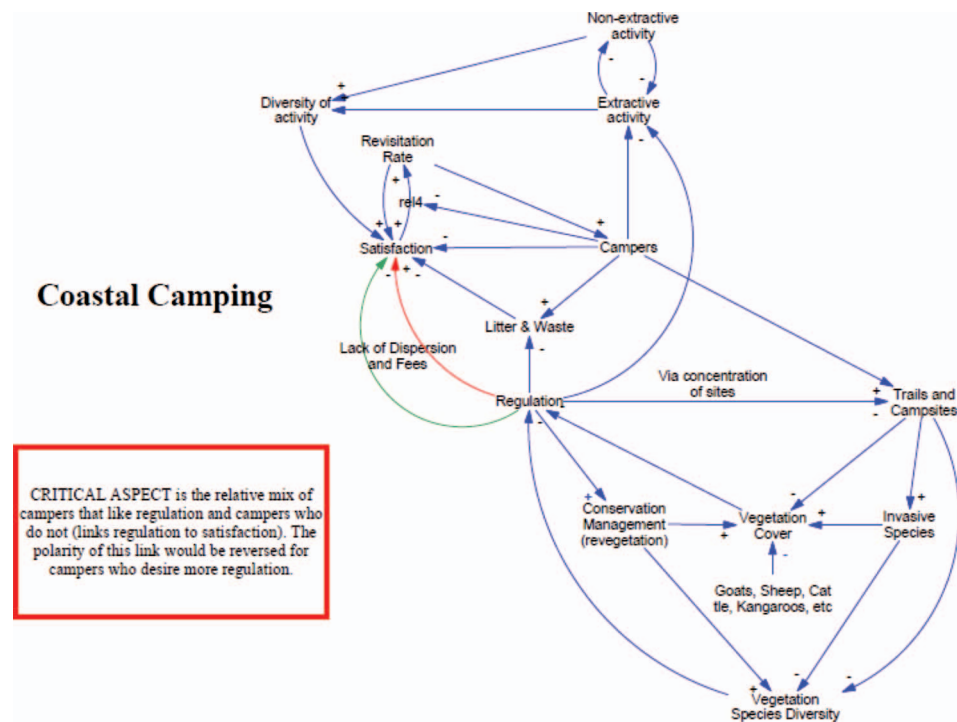 Non-extractive
activity
Diversity of
activity
Extractive
activity
Revisitation
Rate
rel4
Satisfaction
Campers
Coastal Camping
Litter & Waste
Lack of Dispersion
and Fees
Via concentration
of sites
Regulation
Trails and
Campsites
CRITICAL ASPECT is the relative mix of
campers that like regulation and campers who
do not (links regulation to satisfaction). The
polarity of this link would be reversed for
campers who desire more regulation.
Conservation
Management
(revegetation)
Vegetation
Cover
Invasive
Species
Goats, Sheep, Cat
tle, Kangaroos, etc
Vegetation
Species Diversity